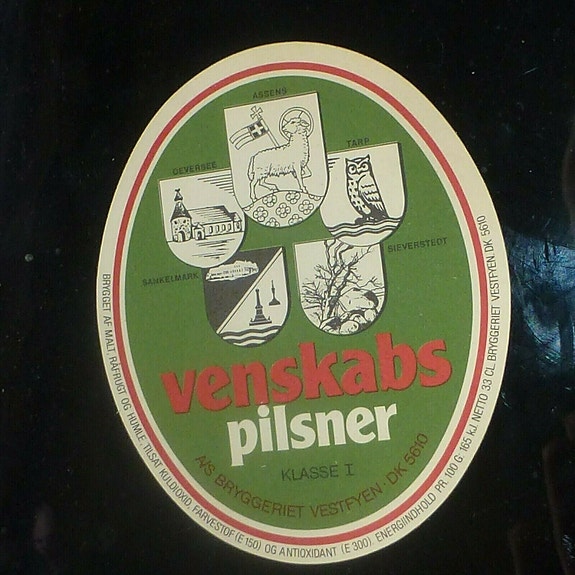 ASSENS
TARP
OEVERSEE
BIEVERSTEDT
SANKELMARK
venskabs
pilsner
KLASSE I
A/S BRYGGERIET VESTFYEN · DK 5610
BRYGGET AF MALT, RÅFRUGT OG HUMLE, TILSAT KULDIOXID, FARVESTOF (E 150) OG ANTIOXIDANT (E 300). ENERGIINDHOLD PR. 100 G: 165 kJ. NETTO 33 CL BRYGGERIET VESTFYEN, DK 5610